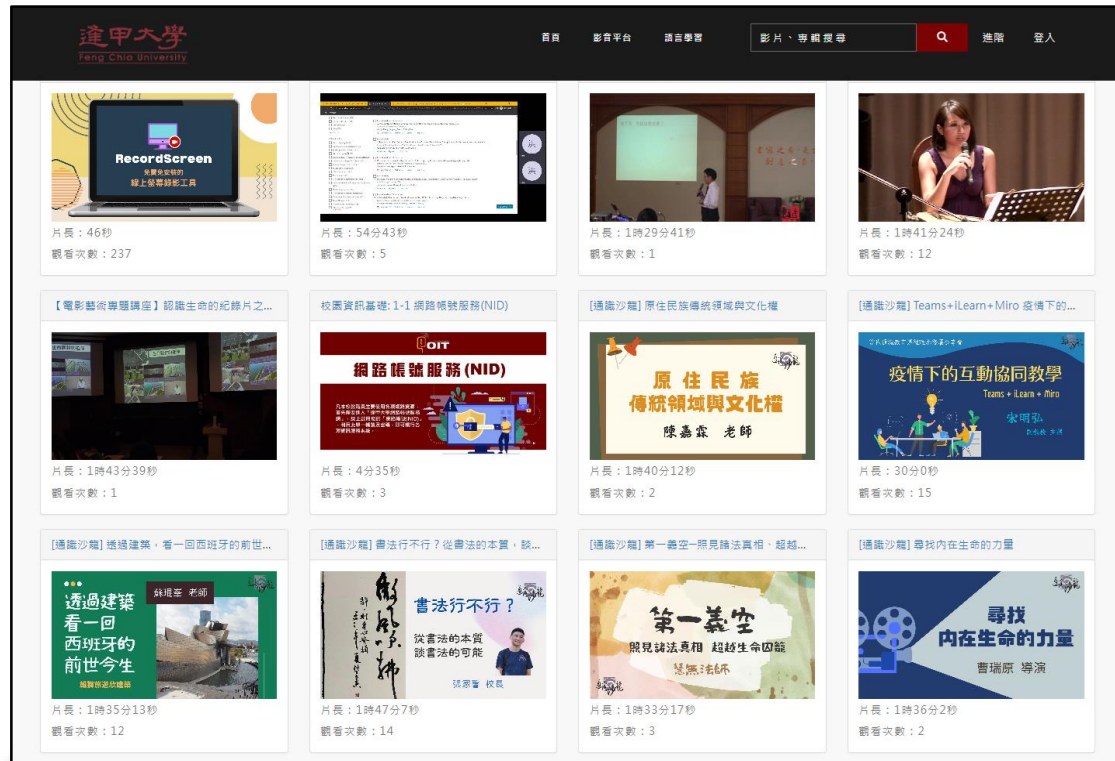 逢甲大學
Feng Chia University
首頁 影音平台 語言學習 影片、專輯搜尋 進階 登入
RecordScreen
免費免安裝的
線上螢幕錄影工具
片長：46秒
觀看次數：237
片長：54分43秒
觀看次數：5
片長：1時29分41秒
觀看次數：1
片長：1時41分24秒
觀看次數：12
【電影藝術專題講座】認識生命的紀錄片之...
片長：1時43分39秒
觀看次數：1
校園資訊基礎: 1-1 網路帳號服務(NID)
OIT
網路帳號服務(NID)
片長：4分35秒
觀看次數：3
[通識沙龍] 原住民族傳統領域與文化權
原住民族
傳統領域與文化權
陳嘉霖 老師
片長：1時40分12秒
觀看次數：2
[通識沙龍] Teams+iLearn+Miro 疫情下的...
疫情下的互動協同教學
Teams + iLearn + Miro
宋明弘
片長：30分0秒
觀看次數：15
[通識沙龍] 透過建築，看一回西班牙的前世...
透過建築
看一回
西班牙的
前世今生
老師
片長：1時35分13秒
觀看次數：12
[通識沙龍] 書法行不行？從書法的本質，談...
書法行不行？
從書法的本質
談書法的可能
校長
片長：1時47分7秒
觀看次數：14
[通識沙龍] 第一義空─照見諸法真相、超越...
第一義空
照見諸法真相 超越生命囚籠
慧無法師
片長：1時33分17秒
觀看次數：3
[通識沙龍] 尋找內在生命的力量
尋找
內在生命的力量
曹瑞原 導演
片長：1時36分2秒
觀看次數：2